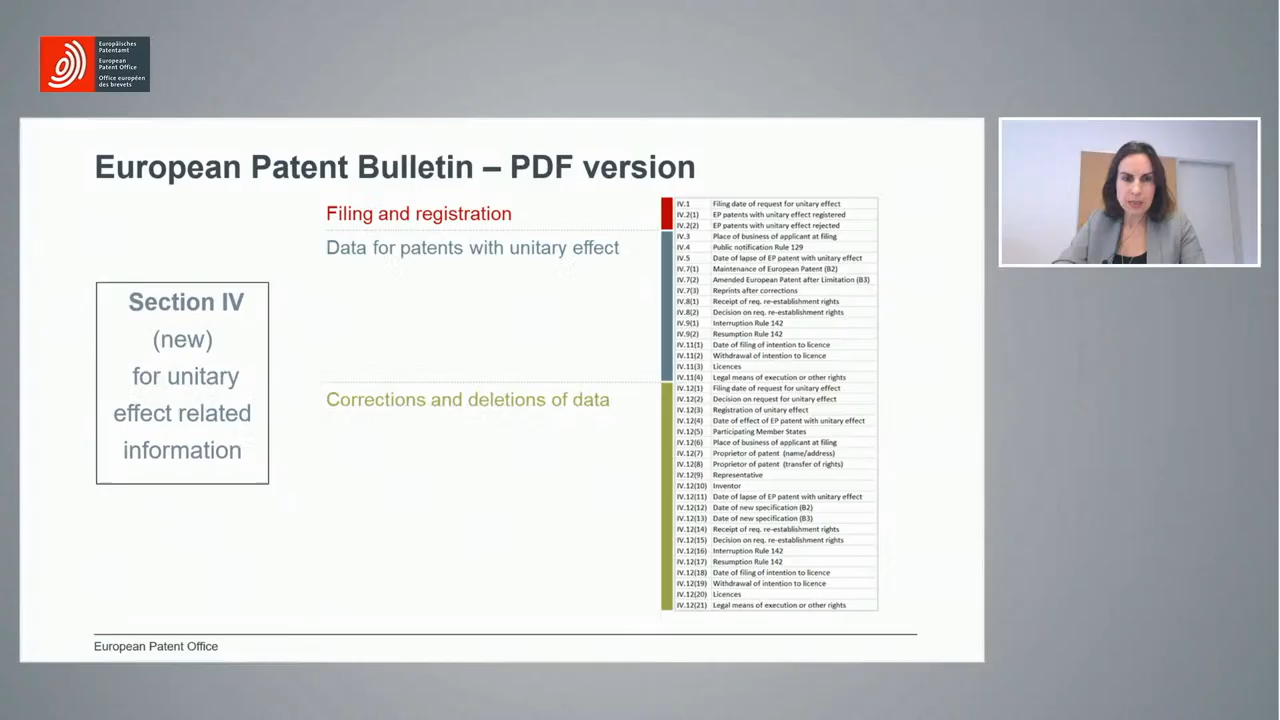 Europäisches
Patentamt
European
Patent Office
Office européen
des brevets
European Patent Bulletin – PDF version
Filing and registration
Data for patents with unitary effect
Section IV
(new)
for unitary
effect related
information
Corrections and deletions of data
IV.1 Filing date of request for unitary effect
IV.2(1) EP patents with unitary effect registered
IV.2(2) EP patents with unitary effect rejected
IV.3 Place of business of applicant at filing
IV.4 Public notification Rule 129
IV.5 Date of lapse of EP patent with unitary effect
IV.7(1) Maintenance of European Patent (B2)
IV.7(2) Amended European Patent after Limitation (B3)
IV.7(3) Reprints after corrections
IV.8(1) Receipt of req. re-establishment rights
IV.8(2) Decision on req. re-establishment rights
IV.9(1) Interruption Rule 142
IV.9(2) Resumption Rule 142
IV.11(1) Date of filing of intention to licence
IV.11(2) Withdrawal of intention to licence
IV.11(3) Licences
IV.11(4) Legal means of execution or other rights
IV.12(1) Filing date of request for unitary effect
IV.12(2) Decision on request for unitary effect
IV.12(3) Registration of unitary effect
IV.12(4) Date of effect of EP patent with unitary effect
IV.12(5) Participating Member States
IV.12(6) Place of business of applicant at filing
IV.12(7) Proprietor of patent (name/address)
IV.12(8) Proprietor of patent (transfer of rights)
IV.12(9) Representative
IV.12(10) Inventor
IV.12(11) Date of lapse of EP patent with unitary effect
IV.12(12) Date of new specification (B2)
IV.12(13) Date of new specification (B3)
IV.12(14) Receipt of req. re-establishment rights
IV.12(15) Decision on req. re-establishment rights
IV.12(16) Interruption Rule 142
IV.12(17) Resumption Rule 142
IV.12(18) Date of filing of intention to licence
IV.12(19) Withdrawal of intention to licence
IV.12(20) Licences
IV.12(21) Legal means of execution or other rights
European Patent Office